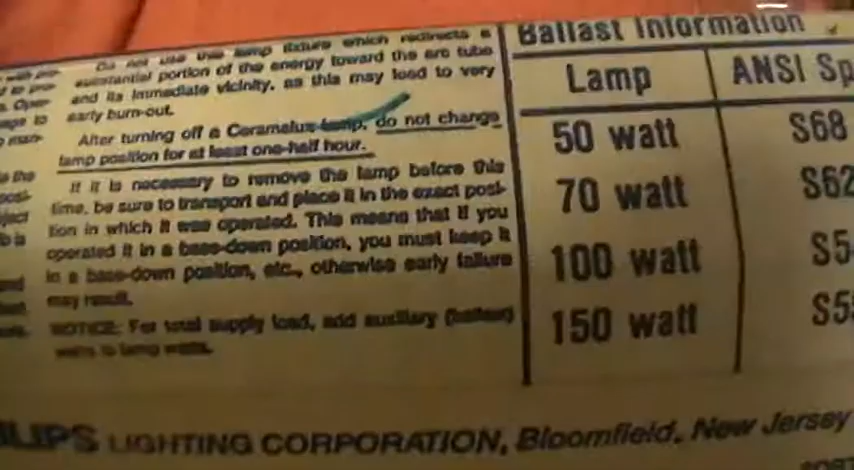 Do not use this lamp fixture which redirects a
substantial portion of the energy toward the arc tube
and its immediate vicinity, as this may lead to very
early burn-out.
After turning off a Ceramalux lamp, do not change
lamp position for at least one-half hour.
If it is necessary to remove the lamp before this
time, be sure to transport and place it in the exact posi-
tion in which it was operated. This means that if you
operated it in a base-down position, you must keep it
in a base-down position, etc., otherwise early failure
may result.
NOTICE: For total supply load, add auxiliary (ballast)
watts to lamp watts.
Ballast Information
Lamp ANSI Sp
50 watt S68
70 watt S62
100 watt S5
150 watt S5
LIPS LIGHTING CORPORATION, Bloomfield, New Jersey